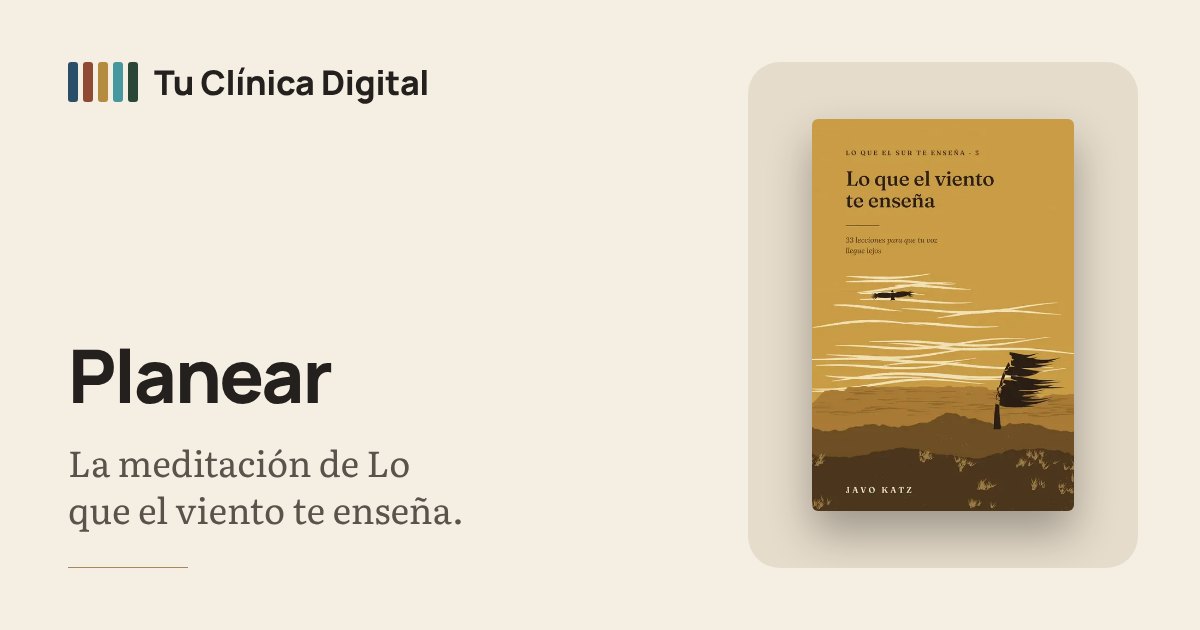 Tu Clínica Digital
Planear
La meditación de Lo
que el viento te enseña.
LO QUE EL SUR TE ENSEÑA · 5
Lo que el viento
te enseña
33 lecciones para que tu voz
llegue lejos
JAVO KATZ